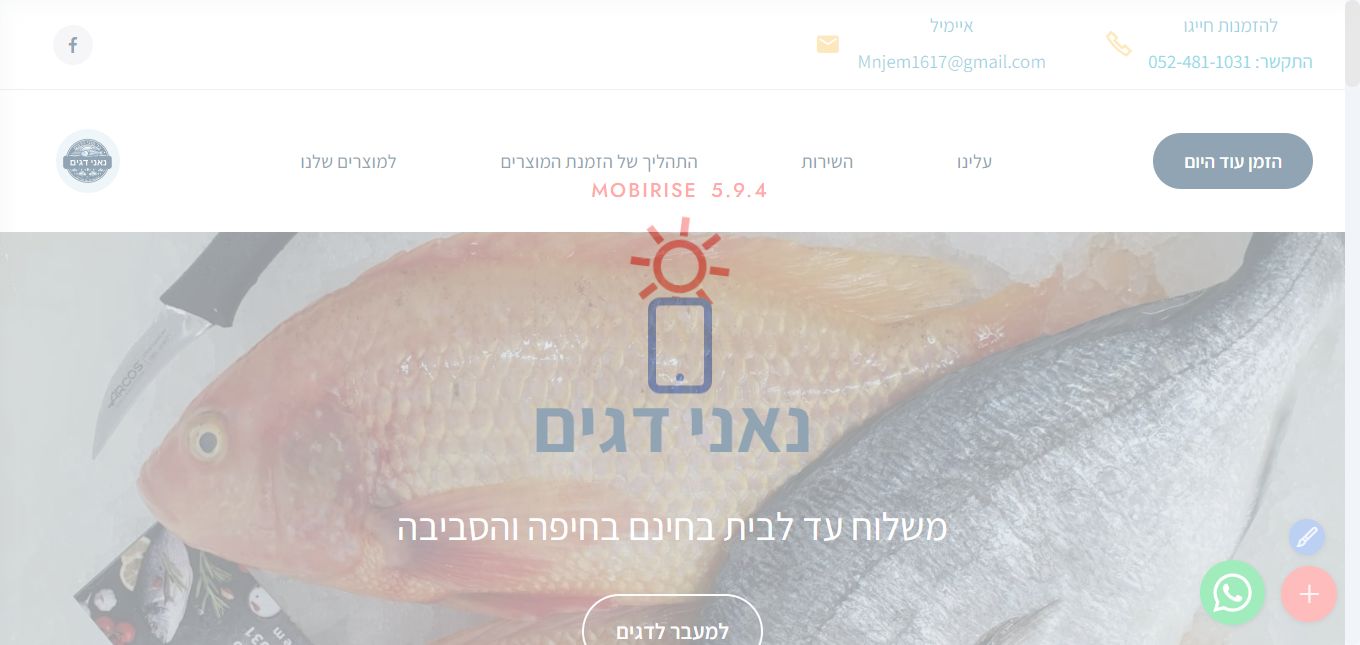 להזמנות חייגו
התקשר: 052-481-1031
איימיל
Mnjem1617@gmail.com
הזמן עוד היום
עלינו
השירות
התהליך של הזמנת המוצרים
למוצרים שלנו
נאני דגים
MOBIRISE 5.9.4
ARCOS
נאני דגים
משלוח עד לבית בחינם בחיפה והסביבה
למעבר לדגים